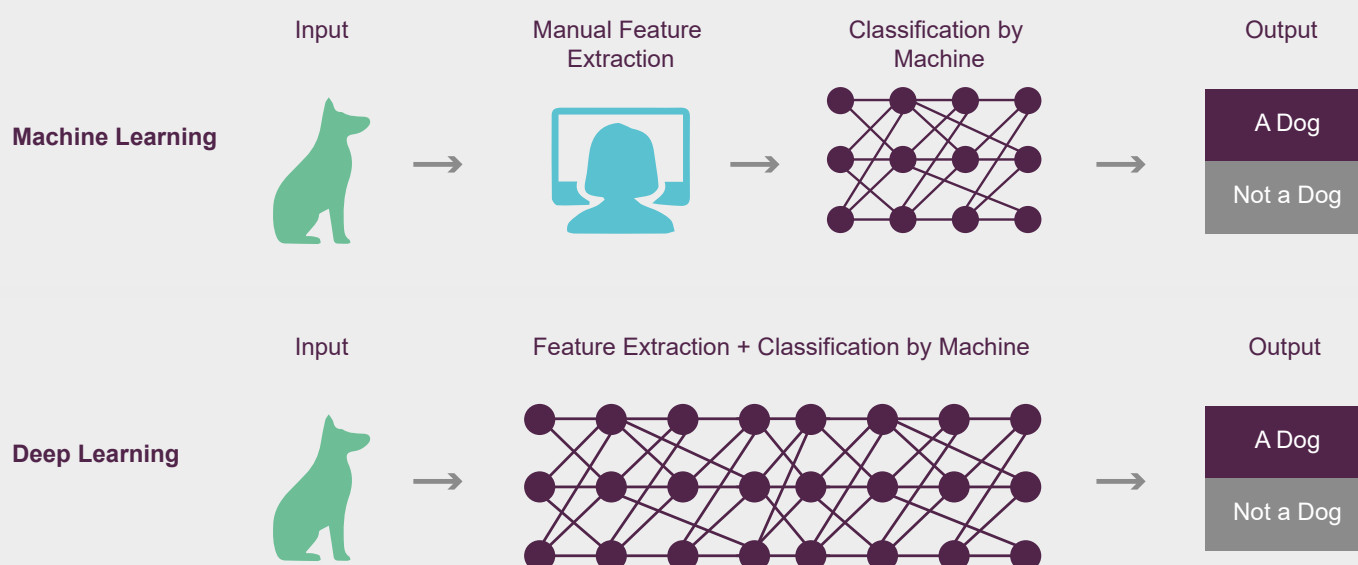 Input
Manual Feature
Extraction
Classification by
Machine
Output
Machine Learning
A Dog
Not a Dog
Input
Feature Extraction + Classification by Machine
Output
Deep Learning
A Dog
Not a Dog